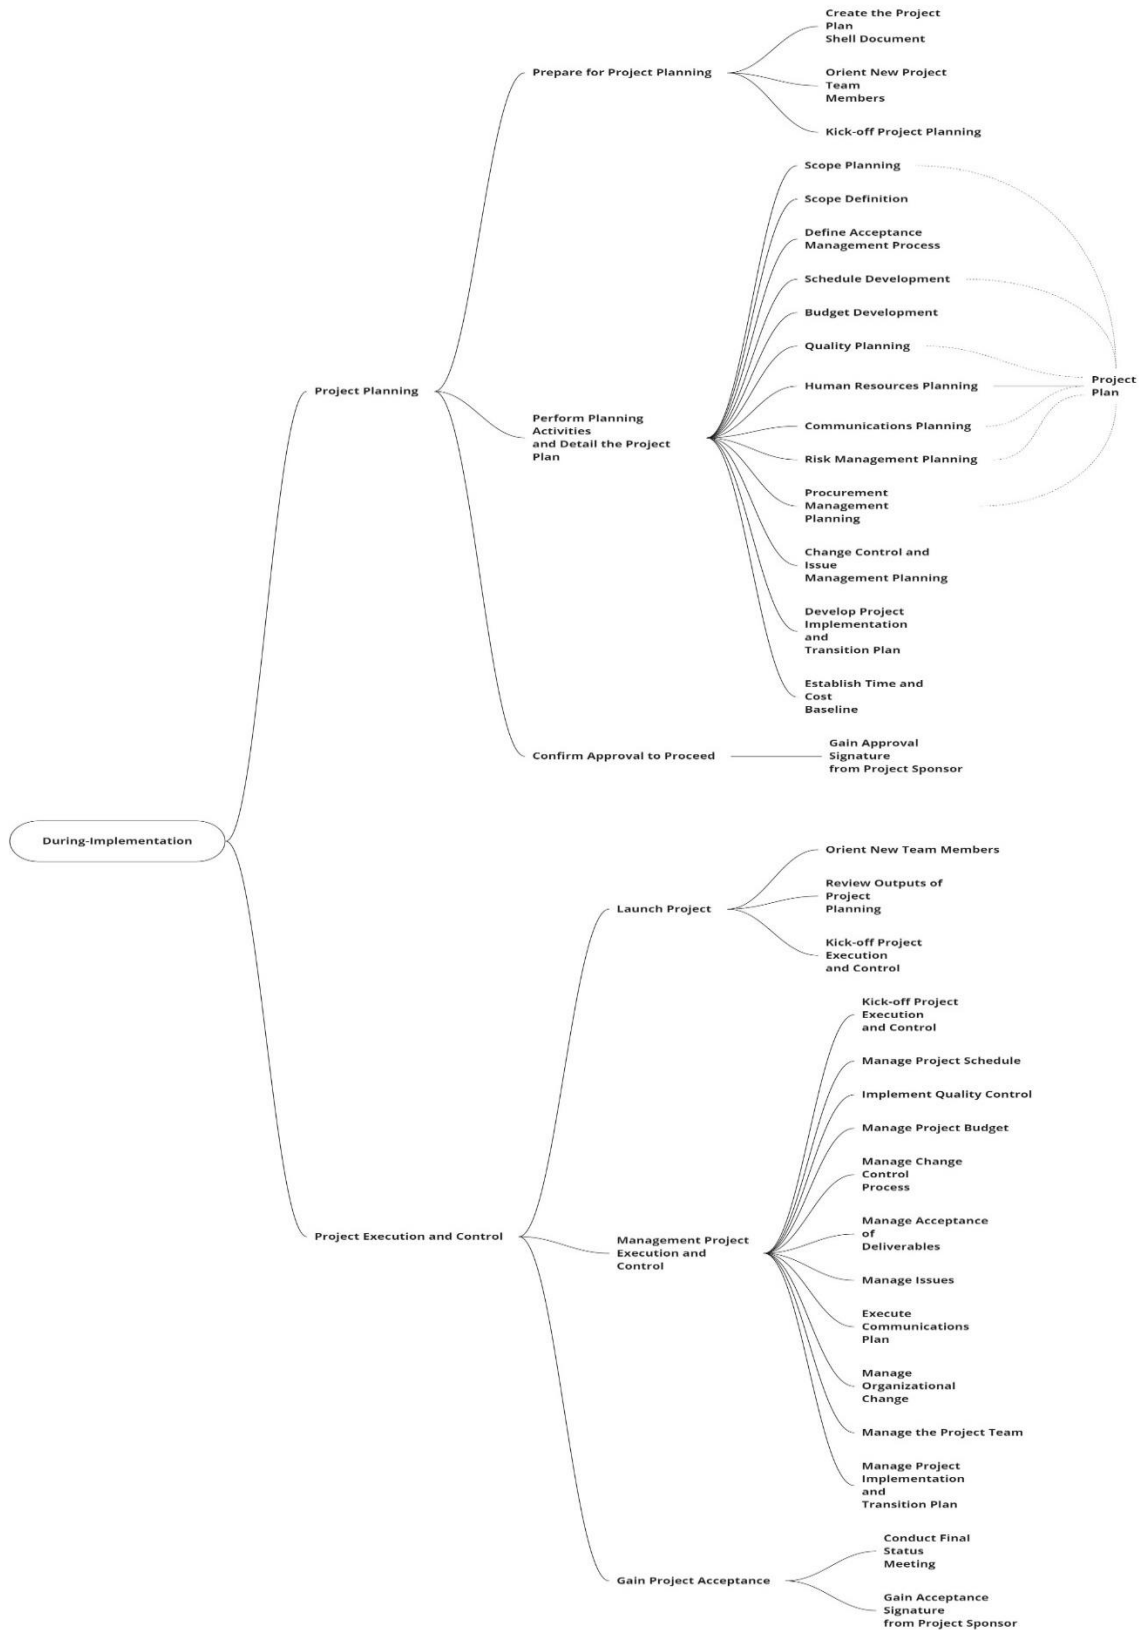 Create the Project
Plan
Shell Document
Prepare for Project Planning
Orient New Project
Team
Members
Kick-off Project Planning
Scope Planning
Scope Definition
Define Acceptance
Management Process
Schedule Development
Budget Development
Quality Planning
Project
Plan
Human Resources Planning
Project Planning
Perform Planning
Activities
and Detail the Project
Plan
Communications Planning
Risk Management Planning
Procurement
Management
Planning
Change Control and
Issue
Management Planning
Develop Project
Implementation
and
Transition Plan
Establish Time and
Cost
Baseline
Confirm Approval to Proceed
Gain Approval
Signature
from Project Sponsor
During-Implementation
Orient New Team Members
Launch Project
Review Outputs of
Project
Planning
Kick-off Project
Execution
and Control
Kick-off Project
Execution
and Control
Manage Project Schedule
Implement Quality Control
Manage Project Budget
Manage Change
Control
Process
Manage Acceptance
of
Deliverables
Project Execution and Control
Management Project
Execution and
Control
Manage Issues
Execute
Communications
Plan
Manage
Organizational
Change
Manage the Project Team
Manage Project
Implementation
and
Transition Plan
Conduct Final
Status
Meeting
Gain Project Acceptance
Gain Acceptance
Signature
from Project Sponsor